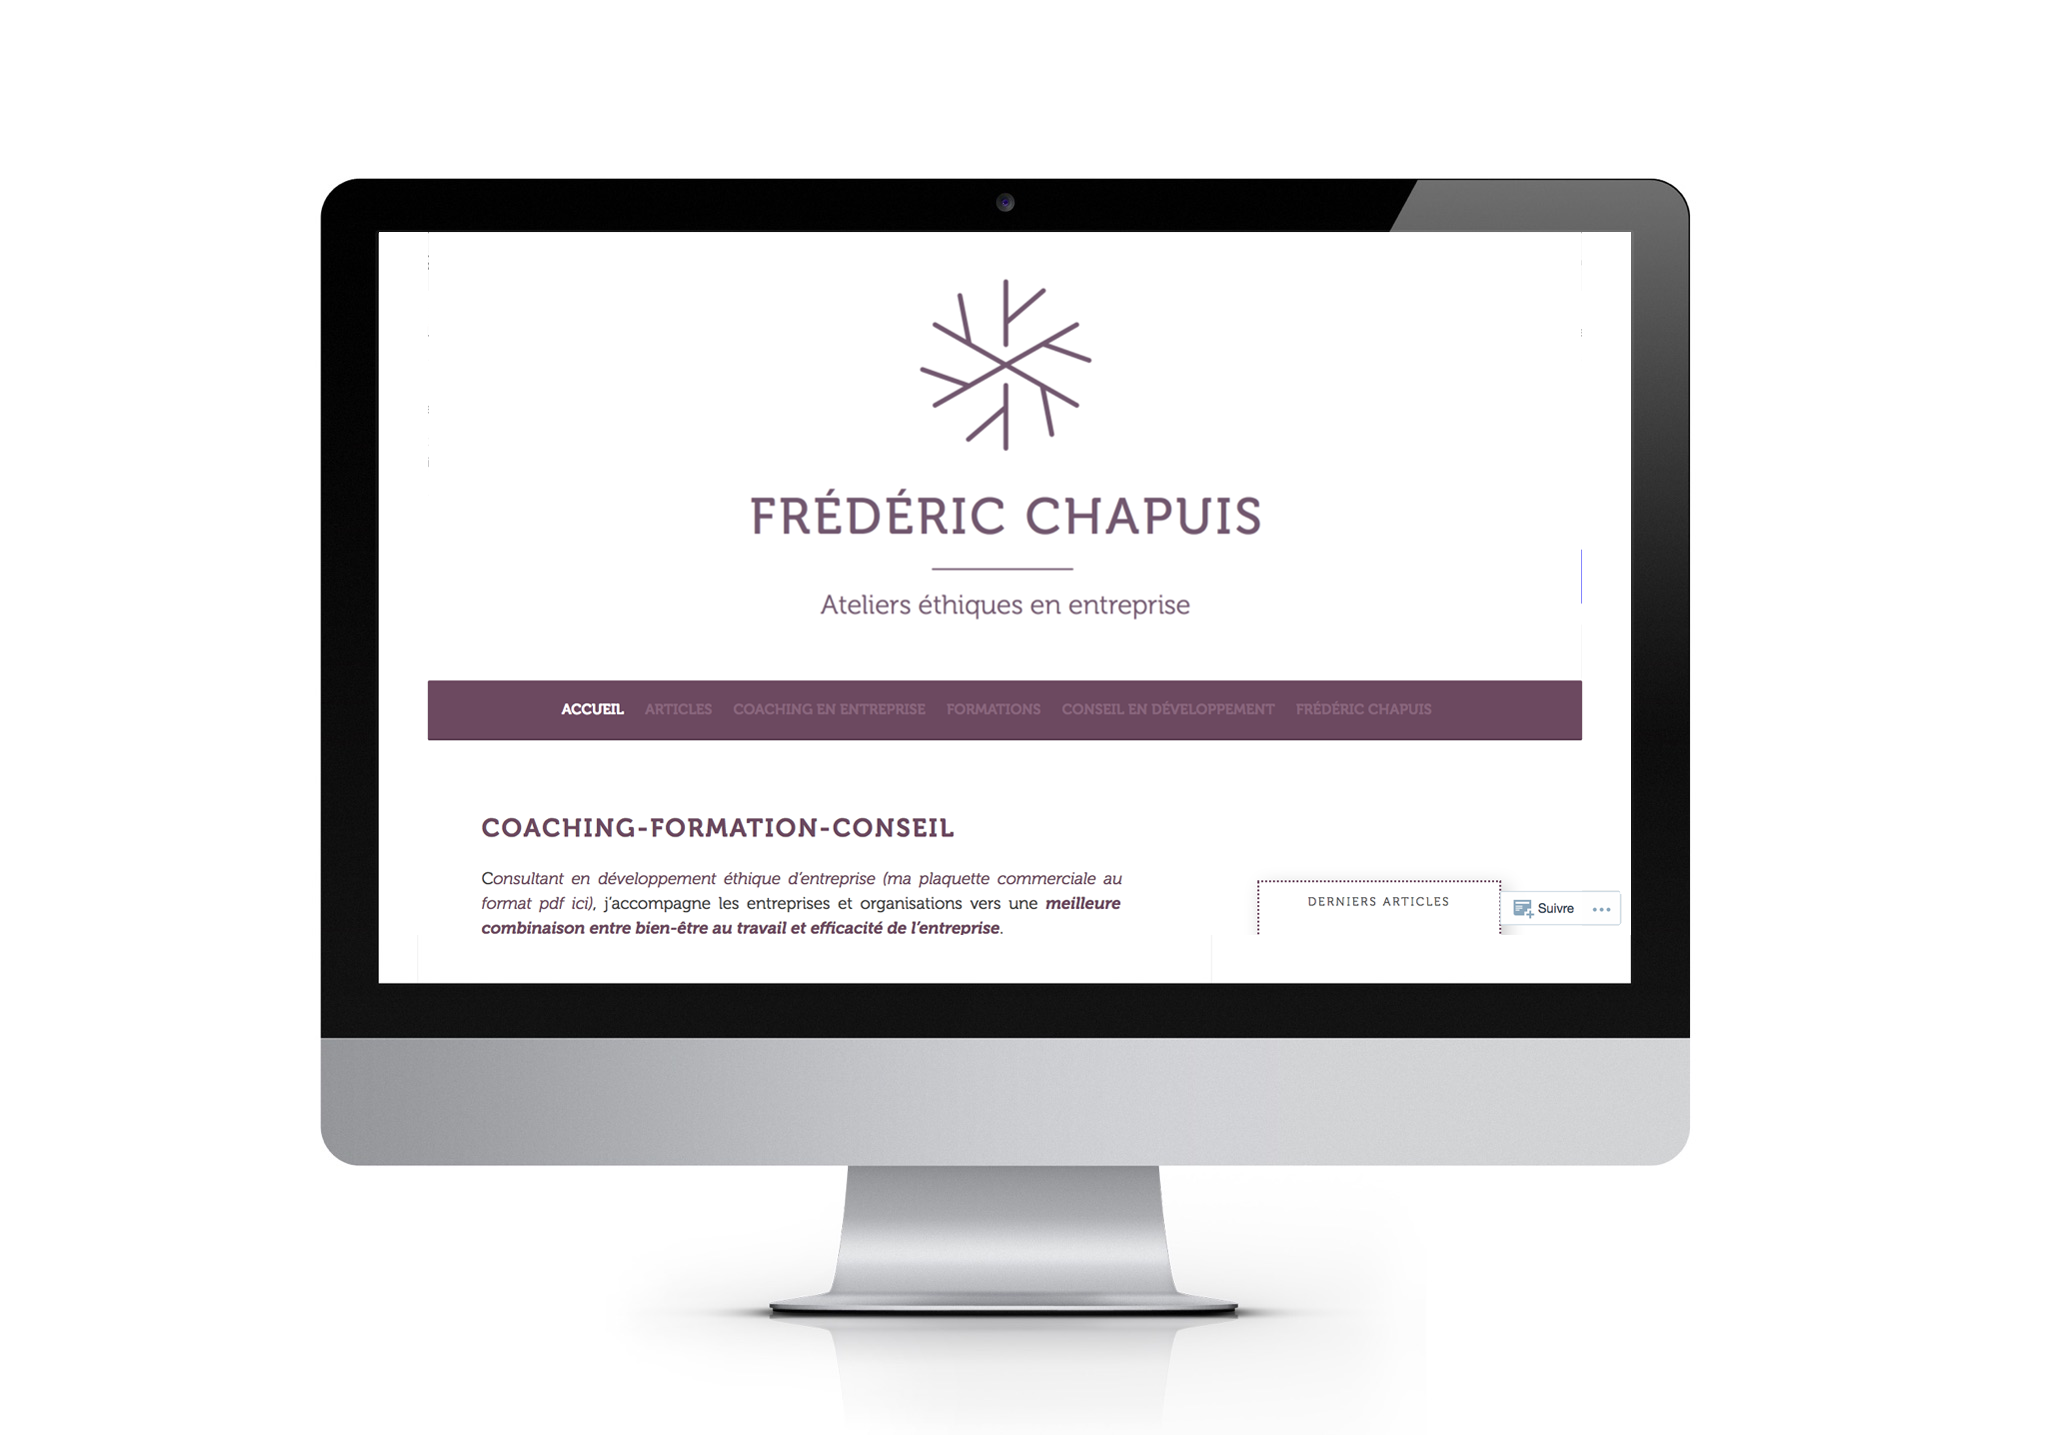 FRÉDÉRIC CHAPUIS
Ateliers éthiques en entreprise
ACCUEIL ARTICLES COACHING EN ENTREPRISE FORMATIONS CONSEIL EN DÉVELOPPEMENT FRÉDÉRIC CHAPUIS
COACHING-FORMATION-CONSEIL
Consultant en développement éthique d’entreprise (ma plaquette commerciale au
format pdf ici), j’accompagne les entreprises et organisations vers une meilleure
combinaison entre bien-être au travail et efficacité de l’entreprise.
DERNIERS ARTICLES
Suivre